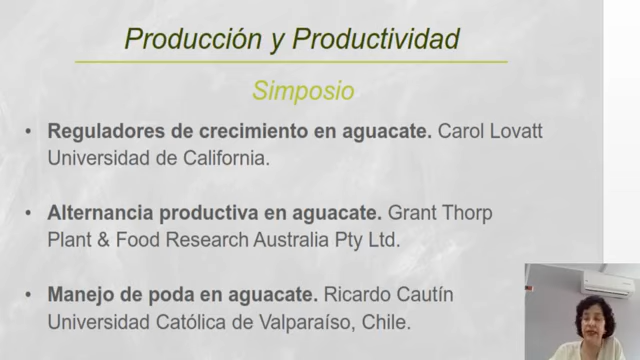 Producción y Productividad
Simposio
• Reguladores de crecimiento en aguacate. Carol Lovatt
Universidad de California.
• Alternancia productiva en aguacate. Grant Thorp
Plant & Food Research Australia Pty Ltd.
• Manejo de poda en aguacate. Ricardo Cautín
Universidad Católica de Valparaíso, Chile.